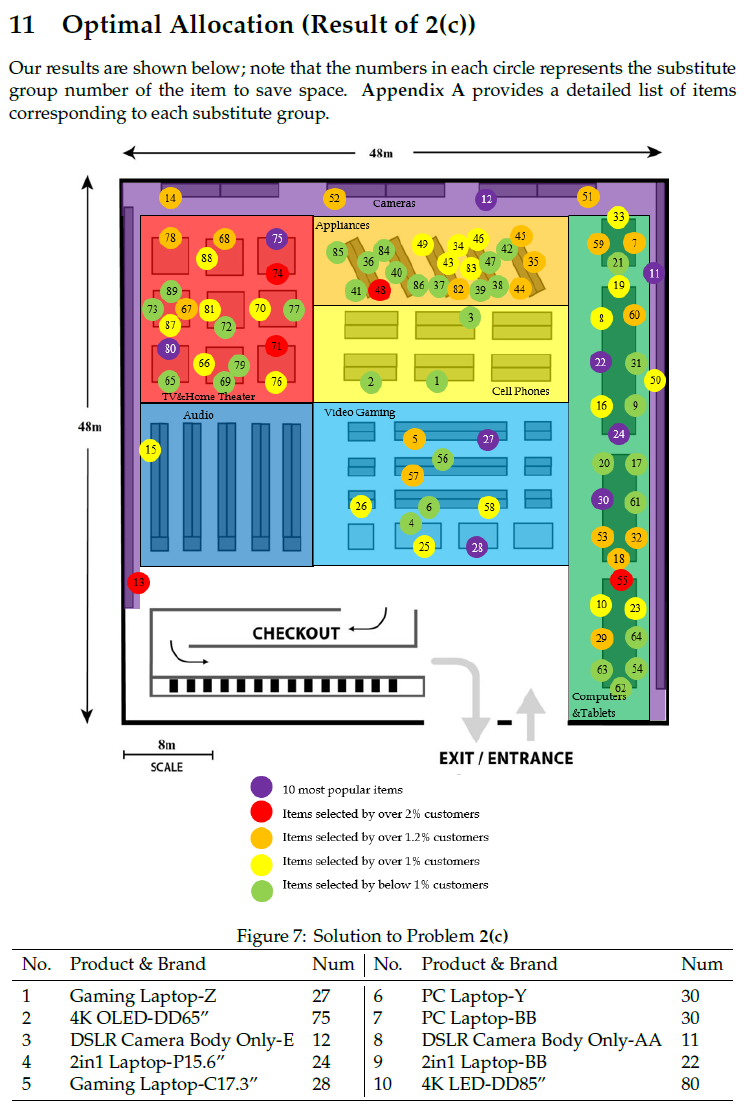 11 Optimal Allocation (Result of 2(c))
Our results are shown below; note that the numbers in each circle represents the substitute
group number of the item to save space. Appendix A provides a detailed list of items
corresponding to each substitute group.
48m
14 52 12 51
Cameras
33
Appliances
78 68 75 88 74
85 36 84 40 49 34 46 43 83 47 42 45 35
41 48 86 37 82 39 38 44
59 7
21
11
19
89
73 67 81 70 77
87 72
3
8 60
80 71
66 79
65 69 76
TV&Home Theater
2 1
Cell Phones
22 31
50
16 9
24
48m
Audio
Video Gaming
15
5 27
56
57
26 6 58
4
25 28
20 17
30 61
53 32
18
13
55
10 23
29 64
63 54
62
CHECKOUT
Computers
&Tablets
8m
SCALE
EXIT / ENTRANCE
10 most popular items
Items selected by over 2% customers
Items selected by over 1.2% customers
Items selected by over 1% customers
Items selected by below 1% customers
Figure 7: Solution to Problem 2(c)
No. Product & Brand Num No. Product & Brand Num
1 Gaming Laptop-Z 27 6 PC Laptop-Y 30
2 4K OLED-DD65″ 75 7 PC Laptop-BB 30
3 DSLR Camera Body Only-E 12 8 DSLR Camera Body Only-AA 11
4 2in1 Laptop-P15.6″ 24 9 2in1 Laptop-BB 22
5 Gaming Laptop-C17.3″ 28 10 4K LED-DD85″ 80